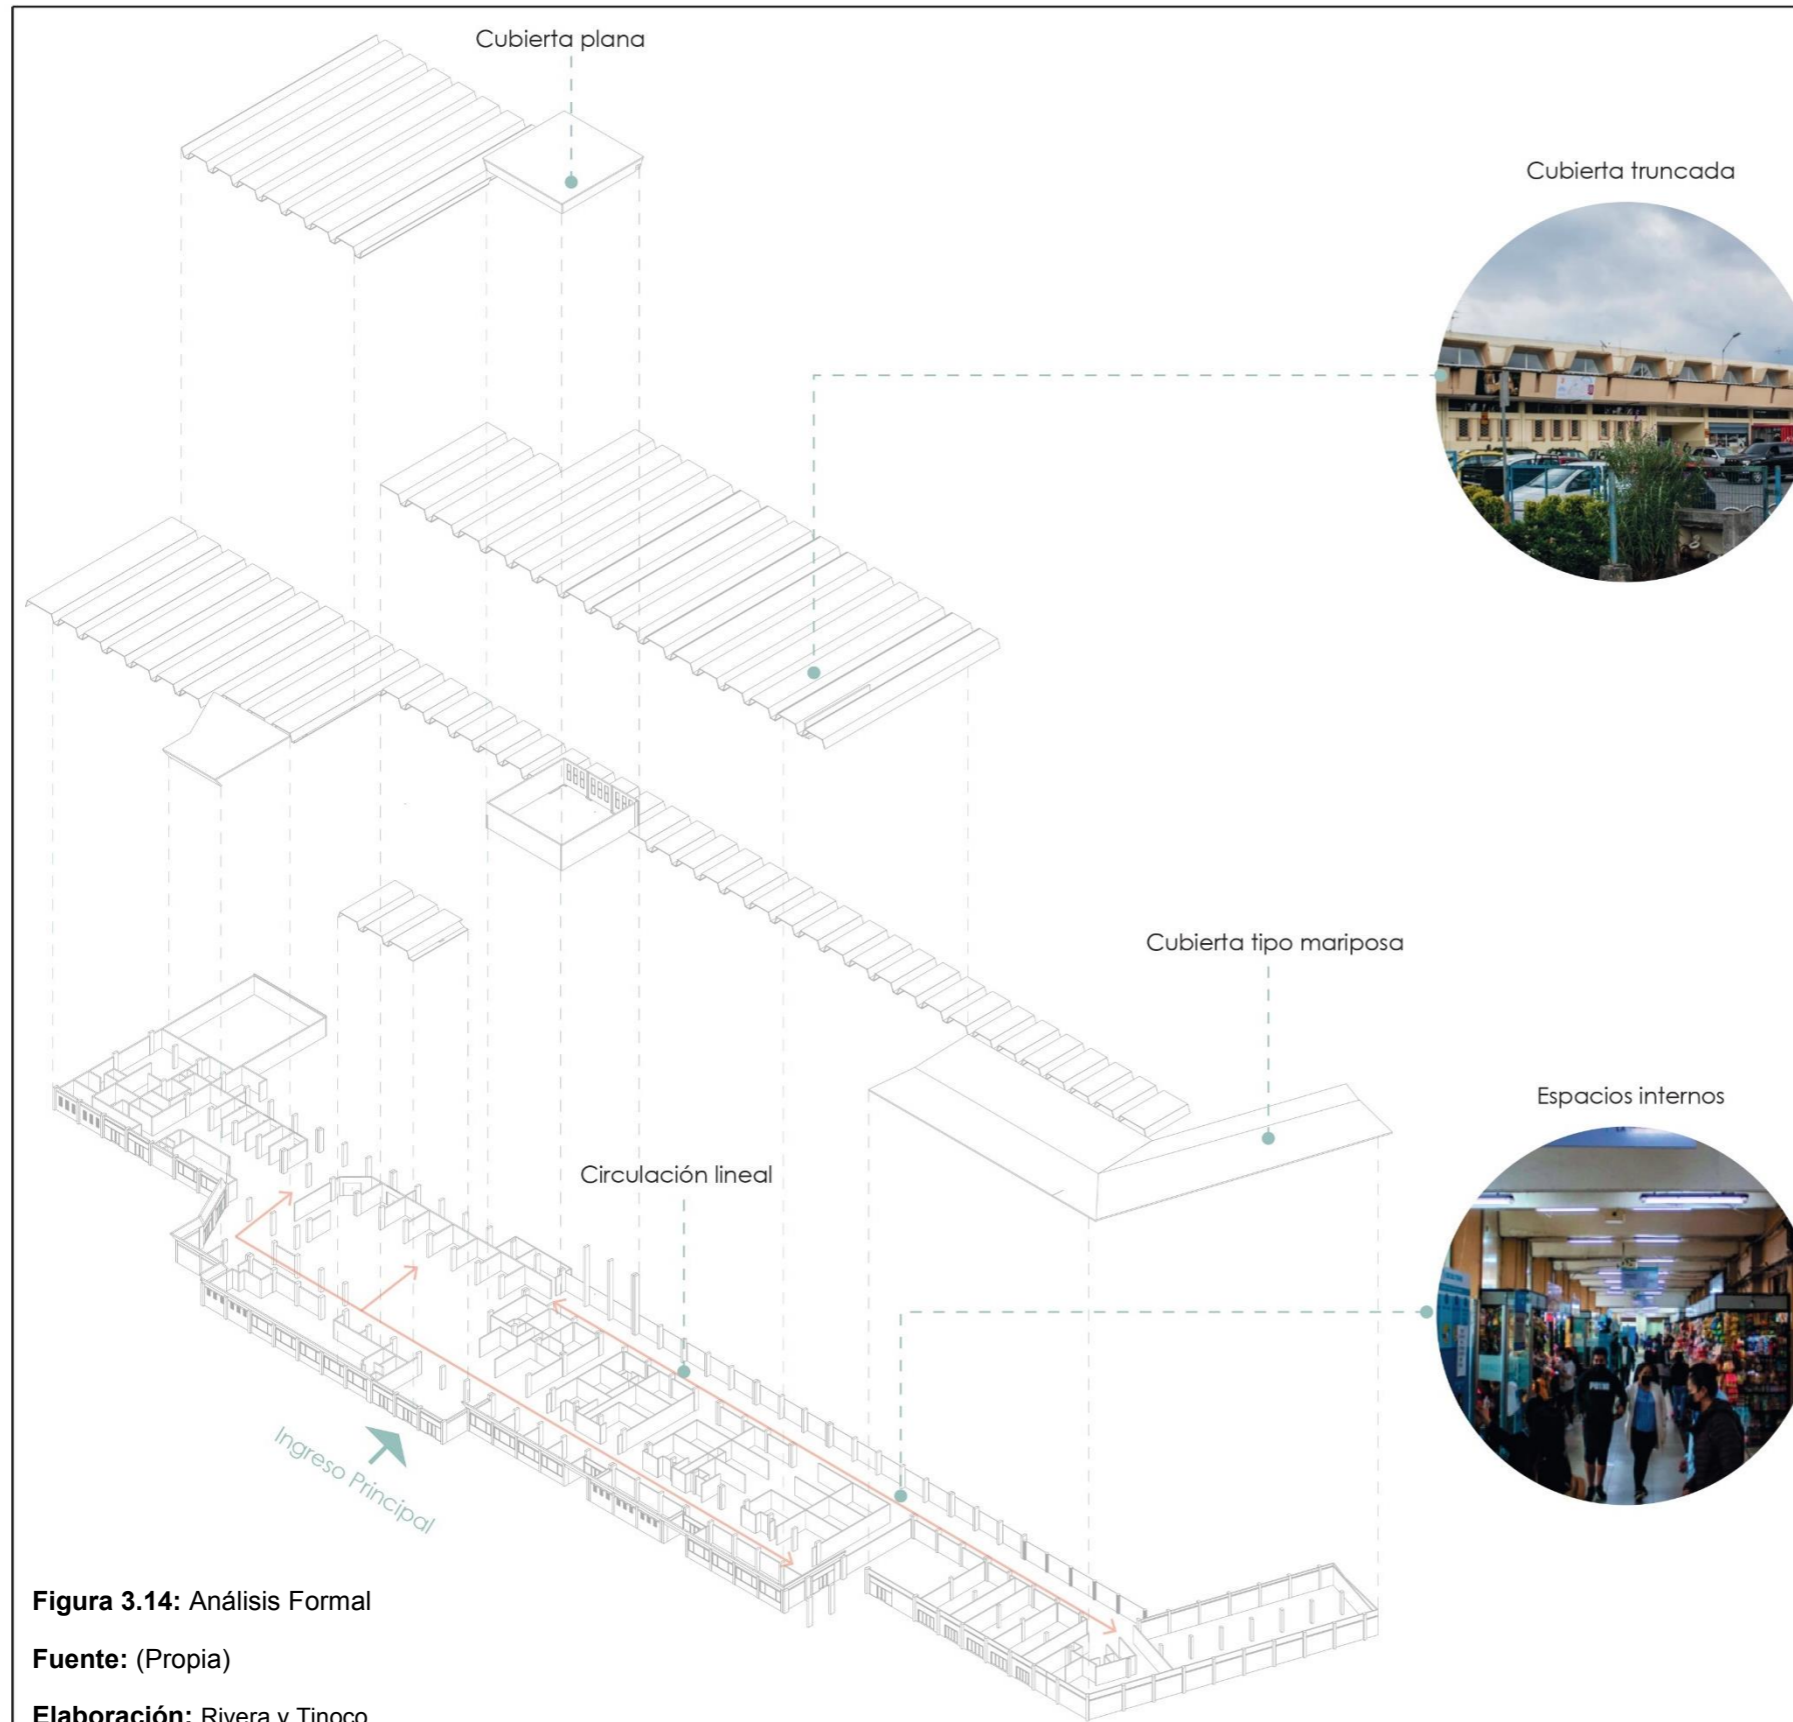 Cubierta plana
Cubierta truncada
Cubierta tipo mariposa
Espacios internos
Circulación lineal
Ingreso Principal
Figura 3.14: Análisis Formal
Fuente: (Propia)
Elaboración: Rivera y Tinoco